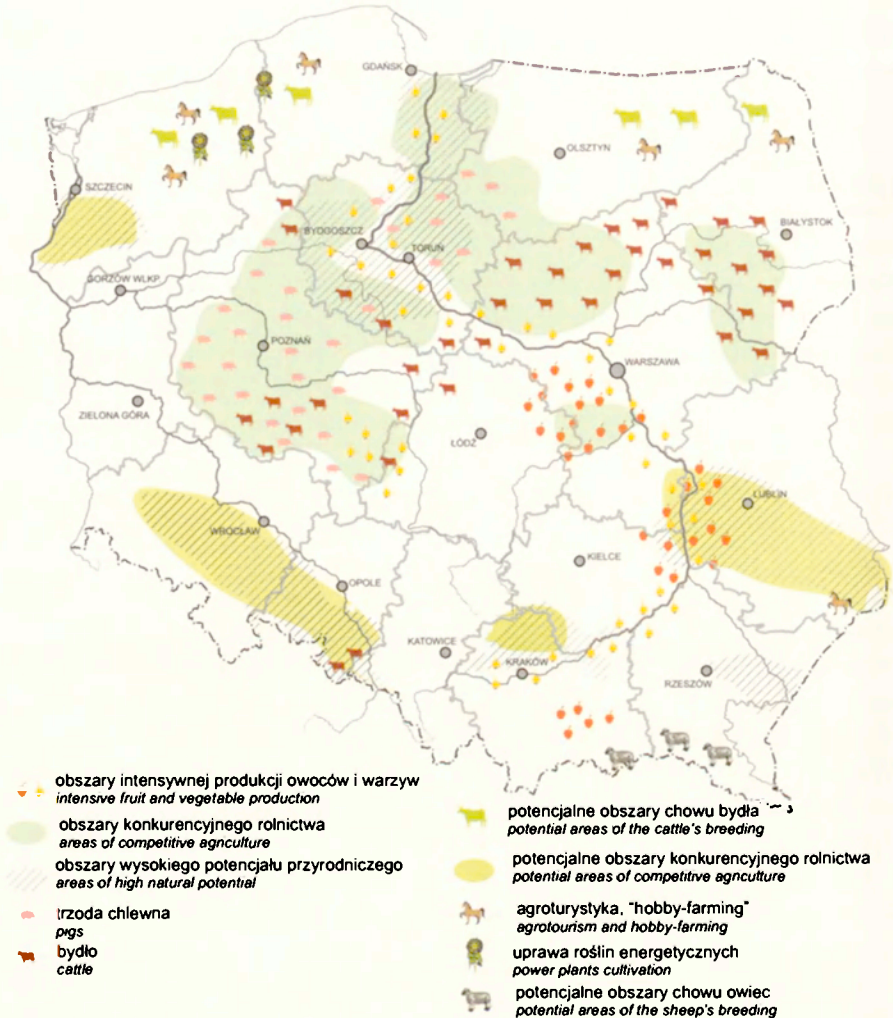 GDAŃSK
OLSZTYN
SZCZECIN
BIAŁYSTOK
BYDGOSZCZ
TORUŃ
GORZÓW WLKP.
POZNAŃ
WARSZAWA
ZIELONA GÓRA
ŁÓDŹ
LUBLIN
WROCŁAW
KIELCE
OPOLE
KATOWICE
KRAKÓW
RZESZÓW
obszary intensywnej produkcji owoców i warzyw
intensive fruit and vegetable production
obszary konkurencyjnego rolnictwa
areas of competitive agriculture
obszary wysokiego potencjału przyrodniczego
areas of high natural potential
trzoda chlewna
pigs
bydło
cattle
potencjalne obszary chowu bydła
potential areas of the cattle's breeding
potencjalne obszary konkurencyjnego rolnictwa
potential areas of competitive agriculture
agroturystyka, "hobby-farming"
agrotourism and hobby-farming
uprawa roślin energetycznych
power plants cultivation
potencjalne obszary chowu owiec
potential areas of the sheep's breeding